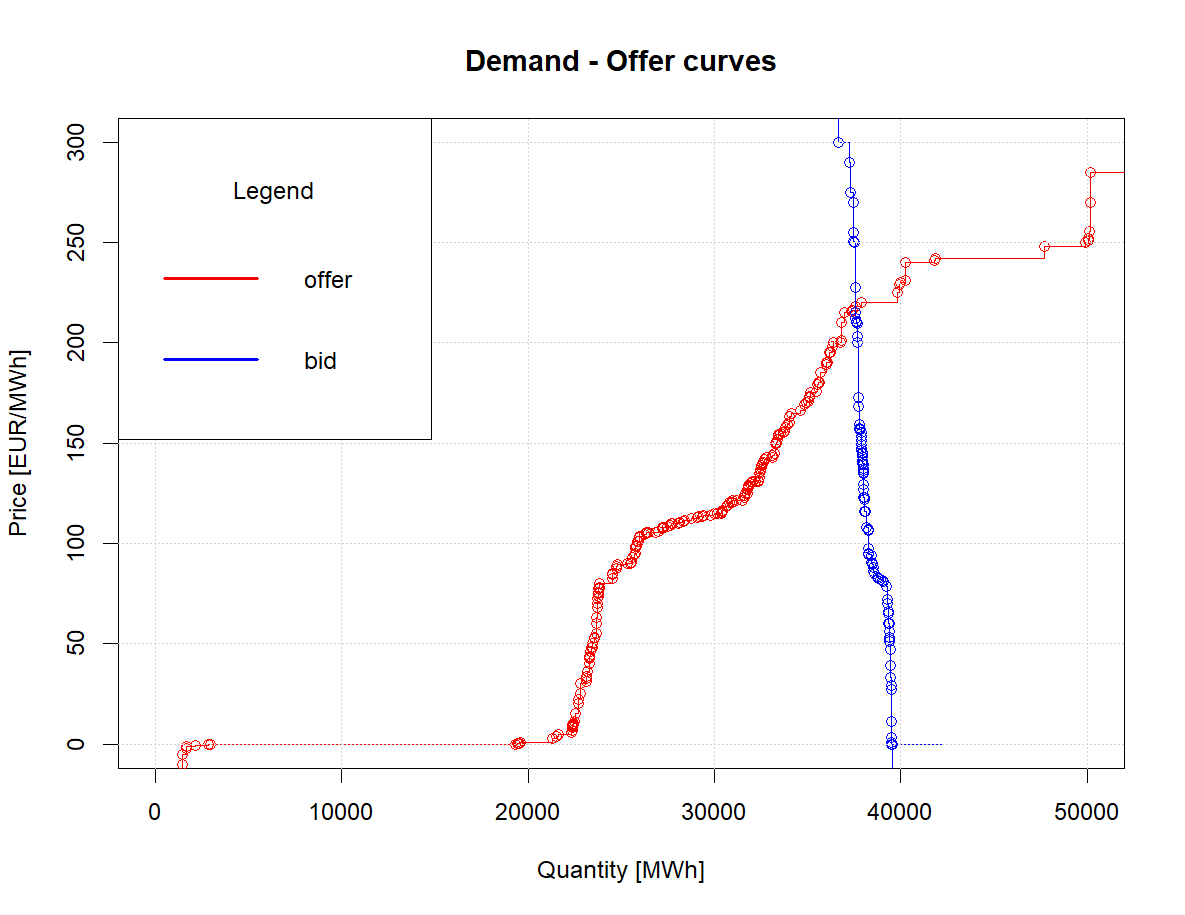 Demand - Offer curves
Legend
offer
bid
Price [EUR/MWh]
300
250
200
150
100
50
0
0 10000 20000 30000 40000 50000
Quantity [MWh]